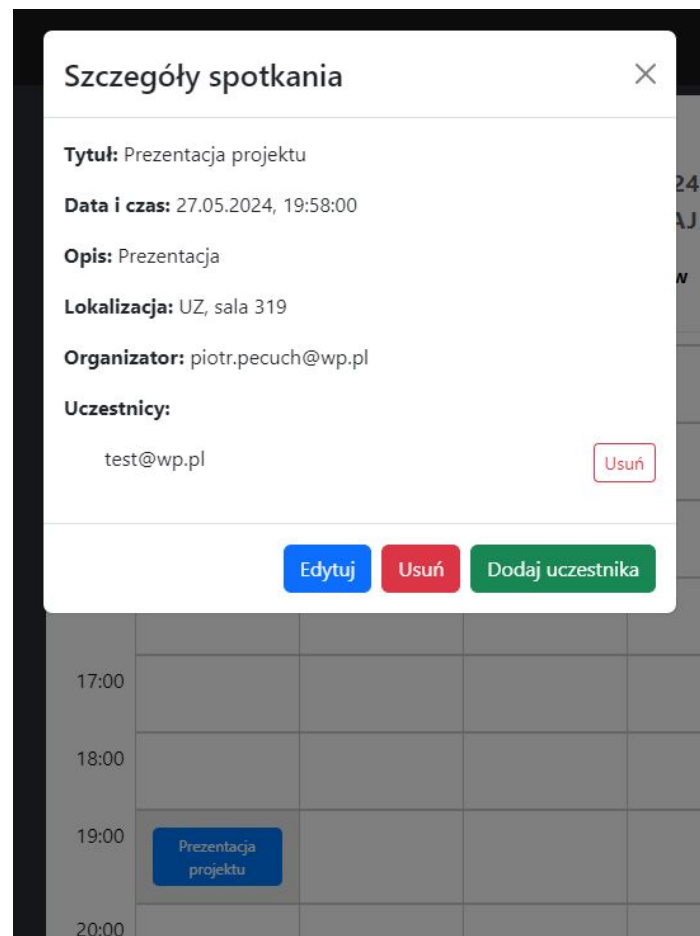 Szczegóły spotkania
Tytuł: Prezentacja projektu
Data i czas: 27.05.2024, 19:58:00
Opis: Prezentacja
Lokalizacja: UZ, sala 319
Organizator: piotr.pecuch@wp.pl
Uczestnicy:
test@wp.pl
Usuń
Edytuj
Usuń
Dodaj uczestnika
24
AJ
w
17:00
18:00
19:00
Prezentacja
projektu
20:00